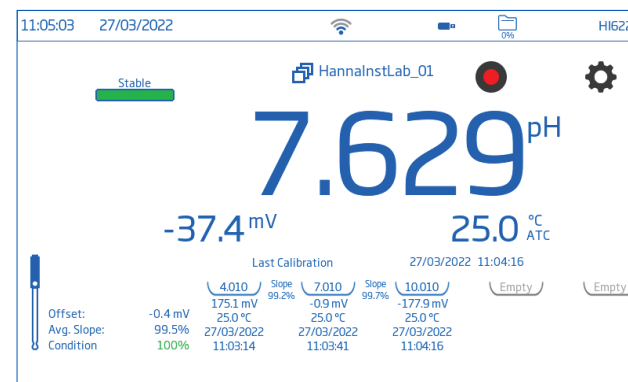 11:05:03 27/03/2022 0% HI622
Stable HannaInstLab_01
7.629 pH
-37.4 mV 25.0 °C ATC
Last Calibration 27/03/2022 11:04:16
4.010 Slope 99.2% 7.010 Slope 99.7% 10.010 Empty Empty
175.1 mV -0.9 mV -177.9 mV
25.0 °C 25.0 °C 25.0 °C
Offset: -0.4 mV
Avg. Slope: 99.5% 27/03/2022 27/03/2022 27/03/2022
Condition 100% 11:03:14 11:03:41 11:04:16